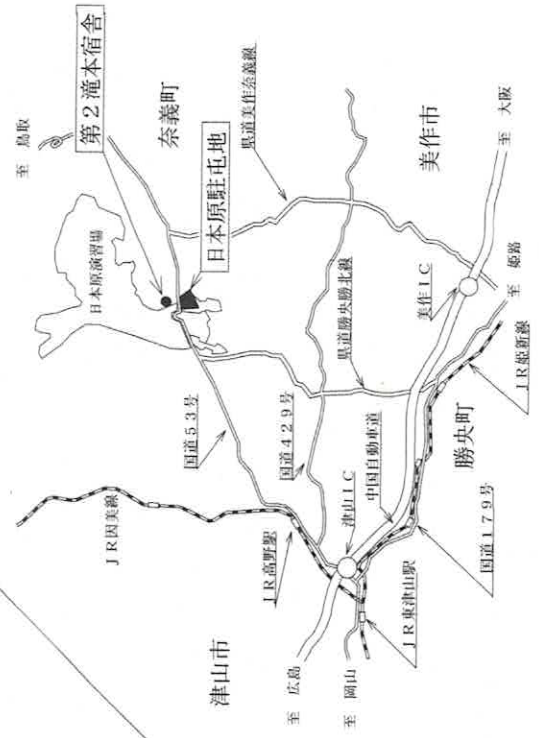 至 鳥取
第２滝本宿舎
奈義町
日本原演習場
日本原駐屯地
県道美作奈義線
美作市
至 大阪
国道５３号
国道４２９号
県道勝央勝北線
美作ＩＣ
至 姫路
ＪＲ姫新線
ＪＲ因美線
ＪＲ高野駅
津山ＩＣ
中国自動車道
勝央町
国道１７９号
ＪＲ東津山駅
津山市
至 広島
至 岡山